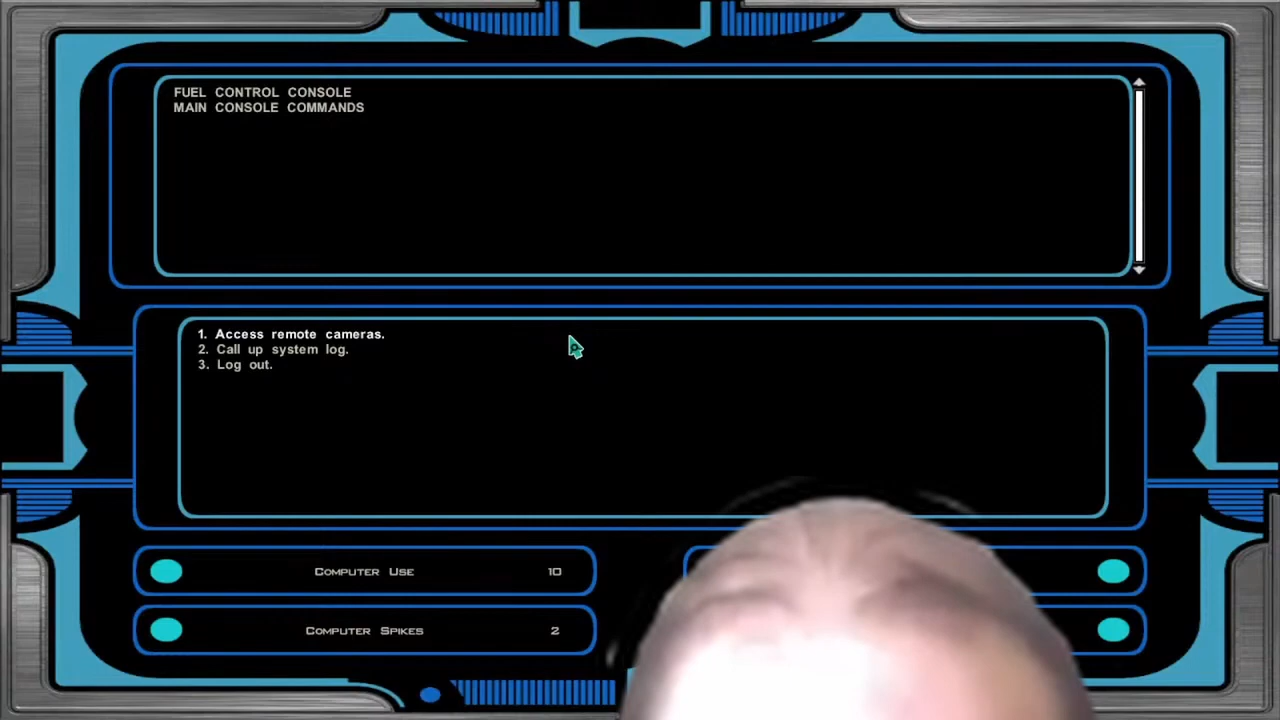 FUEL CONTROL CONSOLE
MAIN CONSOLE COMMANDS
1. Access remote cameras.
2. Call up system log.
3. Log out.
Computer Use 10
Computer Spikes 2